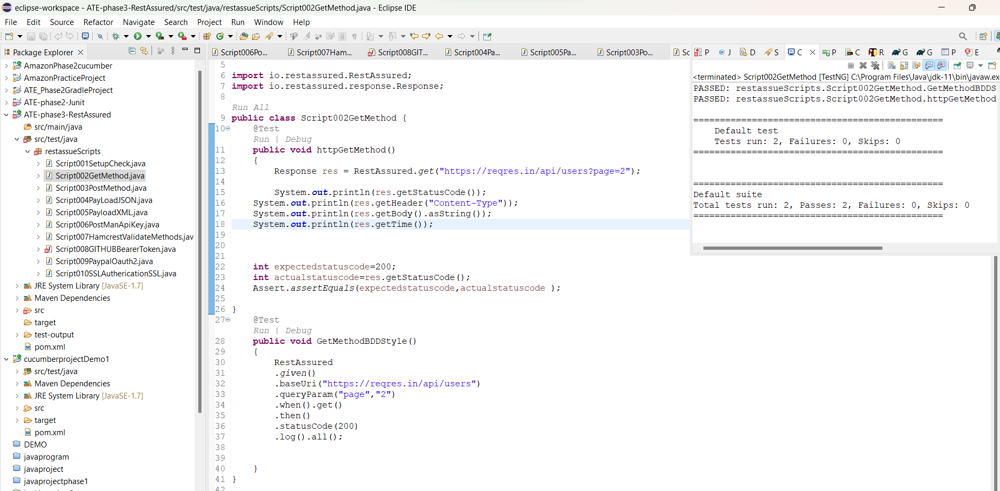 eclipse-workspace - ATE-phase3-RestAssured/src/test/java/restassueScripts/Script002GetMethod.java - Eclipse IDE
File Edit Source Refactor Navigate Search Project Run Window Help
Package Explorer
AmazonPhase2cucumber
AmazonPracticeProject
ATE_Phase2GradleProject
ATE-phase2-Junit
ATE-phase3-RestAssured
src/main/java
src/test/java
restassueScripts
Script001SetupCheck.java
Script002GetMethod.java
Script003PostMethod.java
Script004PayLoadJSON.java
Script005PayloadXML.java
Script006PostManApiKey.java
Script007HamcrestValidateMethods.jav
Script008GITHUBBearerToken.java
Script009PaypalOauth2.java
Script010SSLAuthericationSSL.java
JRE System Library [JavaSE-1.7]
Maven Dependencies
src
target
test-output
pom.xml
cucumberprojectDemo1
src/test/java
Maven Dependencies
JRE System Library [JavaSE-1.7]
src
target
pom.xml
DEMO
javaprogram
javaproject
javaprojectphase1
Script006Po... Script007Ham... Script008GIT... Script004Pa... Script005Pa... Script003Po... Sc
5
6 import io.restassured.RestAssured;
7 import io.restassured.response.Response;
8
Run All
9 public class Script002GetMethod {
10 @Test
Run | Debug
11 public void httpGetMethod()
12 {
13 Response res = RestAssured.get("https://reqres.in/api/users?page=2");
14
15 System.out.println(res.getStatusCode());
16 System.out.println(res.getHeader("Content-Type"));
17 System.out.println(res.getBody().asString());
18 System.out.println(res.getTime());
19
20
21
22 int expectedstatuscode=200;
23 int actualstatuscode=res.getStatusCode();
24 Assert.assertEquals(expectedstatuscode,actualstatuscode );
25
26 }
27 @Test
Run | Debug
28 public void GetMethodBDDStyle()
29 {
30 RestAssured
31 .given()
32 .baseUri("https://reqres.in/api/users")
33 .queryParam("page","2")
34 .when().get()
35 .then()
36 .statusCode(200)
37 .log().all();
38
39
40 }
41 }
42
P J D S C P C R G G P E
<terminated> Script002GetMethod [TestNG] C:\Program Files\Java\jdk-11\bin\javaw.exe
PASSED: restassueScripts.Script002GetMethod.GetMethodBDDS
PASSED: restassueScripts.Script002GetMethod.httpGetMethod
===============================================
Default test
Tests run: 2, Failures: 0, Skips: 0
===============================================
===============================================
Default suite
Total tests run: 2, Passes: 2, Failures: 0, Skips: 0
===============================================